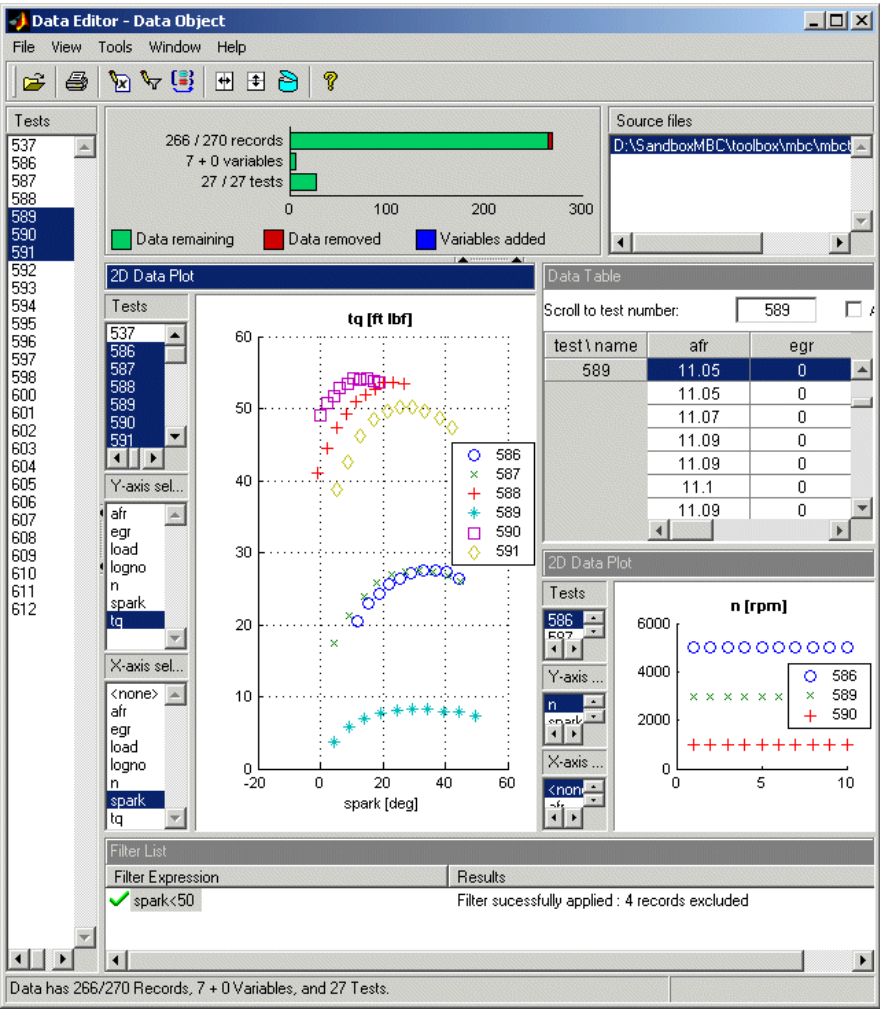 Data Editor - Data Object
File View Tools Window Help
Tests
537
586
587
588
589
590
591
592
593
594
595
596
597
598
600
601
602
603
604
605
606
607
608
609
610
611
612
266 / 270 records
7 + 0 variables
27 / 27 tests
0 100 200 300
Data remaining Data removed Variables added
Source files
D:\SandboxMBC\toolbox\mbc\mbct
2D Data Plot
Tests
537
586
587
588
589
590
591
Y-axis sel...
afr
egr
load
logno
n
spark
tq
X-axis sel...
<none>
afr
egr
load
logno
n
spark
tq
tq [ft lbf]
60
50
40
30
20
10
0
-20 0 20 40 60
spark [deg]
586
587
588
589
590
591
Data Table
Scroll to test number: 589
test \ name afr egr
589 11.05 0
11.05 0
11.07 0
11.09 0
11.09 0
11.1 0
11.09 0
2D Data Plot
Tests
586
Y-axis ...
n
spark
X-axis ...
<non
afr
n [rpm]
6000
4000
2000
0
0 5 10
586
589
590
Filter List
Filter Expression Results
spark<50 Filter sucessfully applied : 4 records excluded
Data has 266/270 Records, 7 + 0 Variables, and 27 Tests.